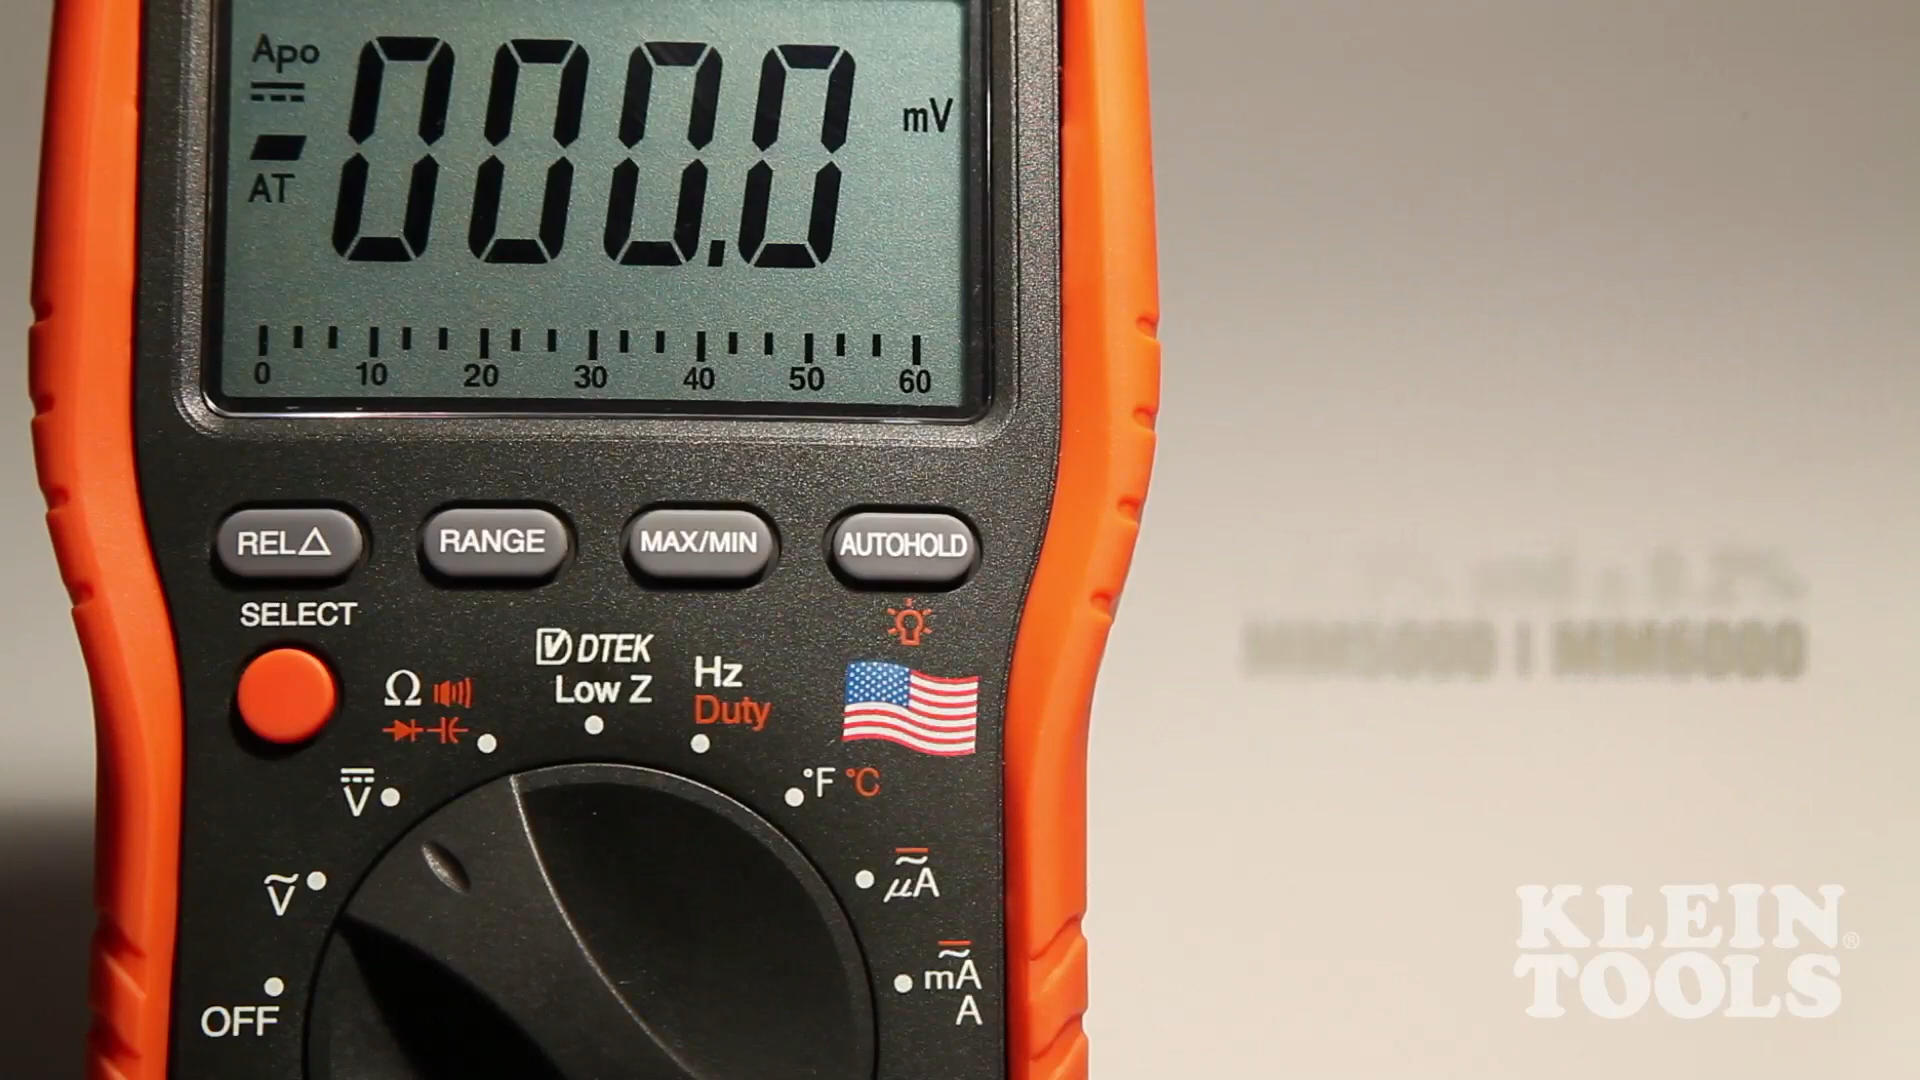 Apo
000.0 mV
AT
0 10 20 30 40 50 60
REL△ RANGE MAX/MIN AUTOHOLD
SELECT
V DTEK
Low Z
Hz
Duty
Ω
°F °C
V
V
µA
mA
A
OFF
KLEIN
TOOLS®